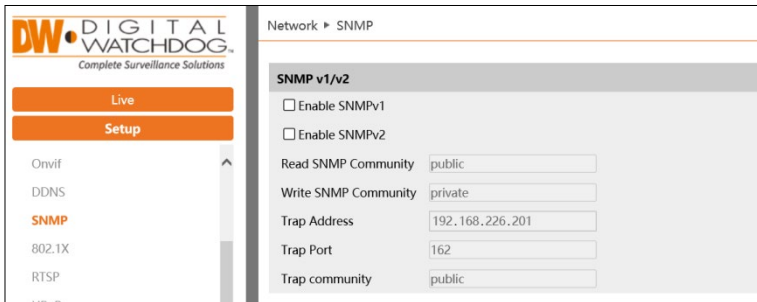 DW DIGITAL
WATCHDOG™
Complete Surveillance Solutions
Live
Setup
Onvif
DDNS
SNMP
802.1X
RTSP
Network ▶ SNMP
SNMP v1/v2
Enable SNMPv1
Enable SNMPv2
Read SNMP Community public
Write SNMP Community private
Trap Address 192.168.226.201
Trap Port 162
Trap community public